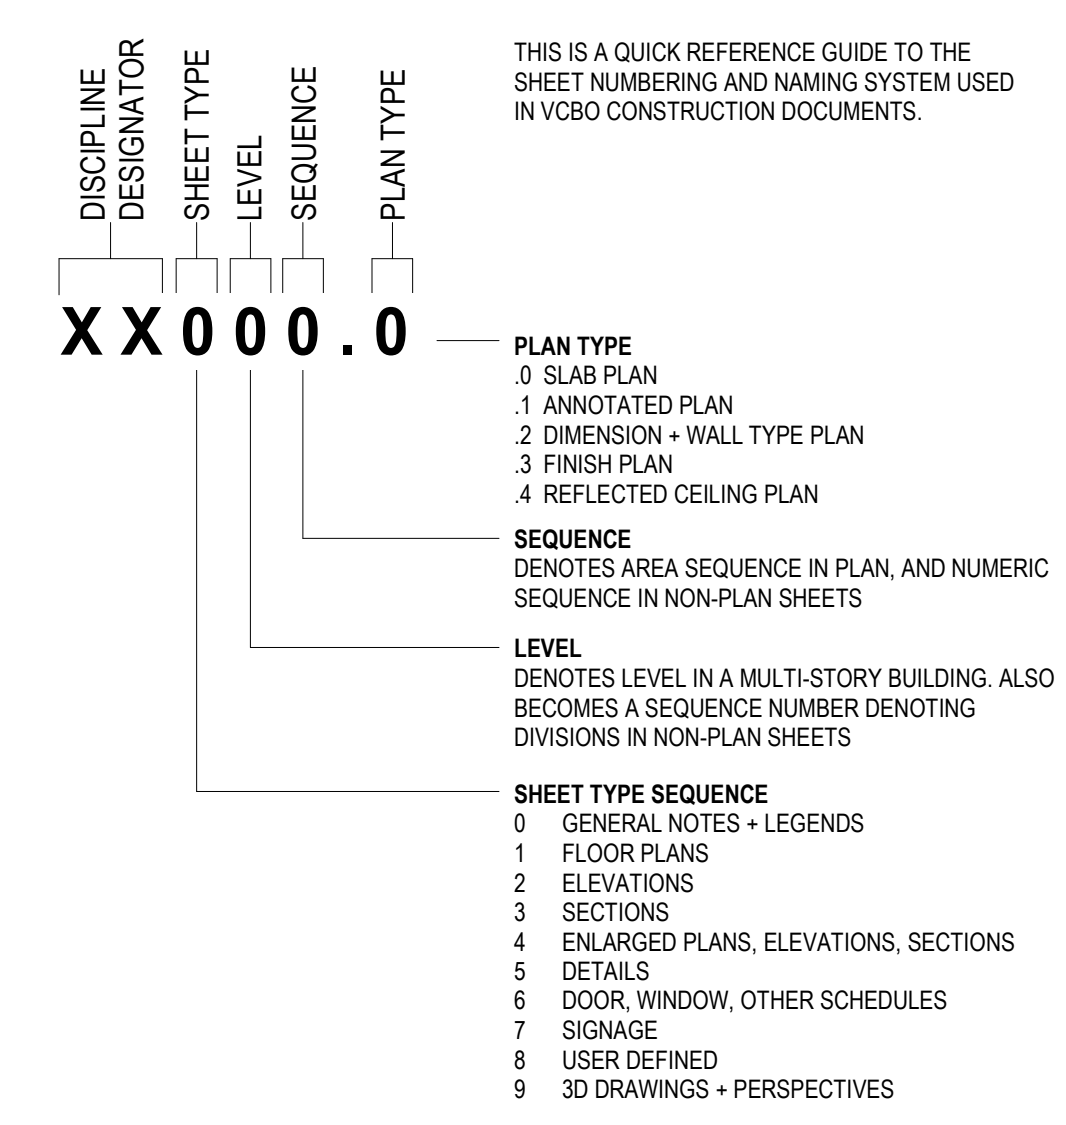 DISCIPLINE
DESIGNATOR
SHEET TYPE
LEVEL
SEQUENCE
PLAN TYPE
THIS IS A QUICK REFERENCE GUIDE TO THE
SHEET NUMBERING AND NAMING SYSTEM USED
IN VCBO CONSTRUCTION DOCUMENTS.
XX000.0
PLAN TYPE
.0 SLAB PLAN
.1 ANNOTATED PLAN
.2 DIMENSION + WALL TYPE PLAN
.3 FINISH PLAN
.4 REFLECTED CEILING PLAN
SEQUENCE
DENOTES AREA SEQUENCE IN PLAN, AND NUMERIC
SEQUENCE IN NON-PLAN SHEETS
LEVEL
DENOTES LEVEL IN A MULTI-STORY BUILDING. ALSO
BECOMES A SEQUENCE NUMBER DENOTING
DIVISIONS IN NON-PLAN SHEETS
SHEET TYPE SEQUENCE
0 GENERAL NOTES + LEGENDS
1 FLOOR PLANS
2 ELEVATIONS
3 SECTIONS
4 ENLARGED PLANS, ELEVATIONS, SECTIONS
5 DETAILS
6 DOOR, WINDOW, OTHER SCHEDULES
7 SIGNAGE
8 USER DEFINED
9 3D DRAWINGS + PERSPECTIVES